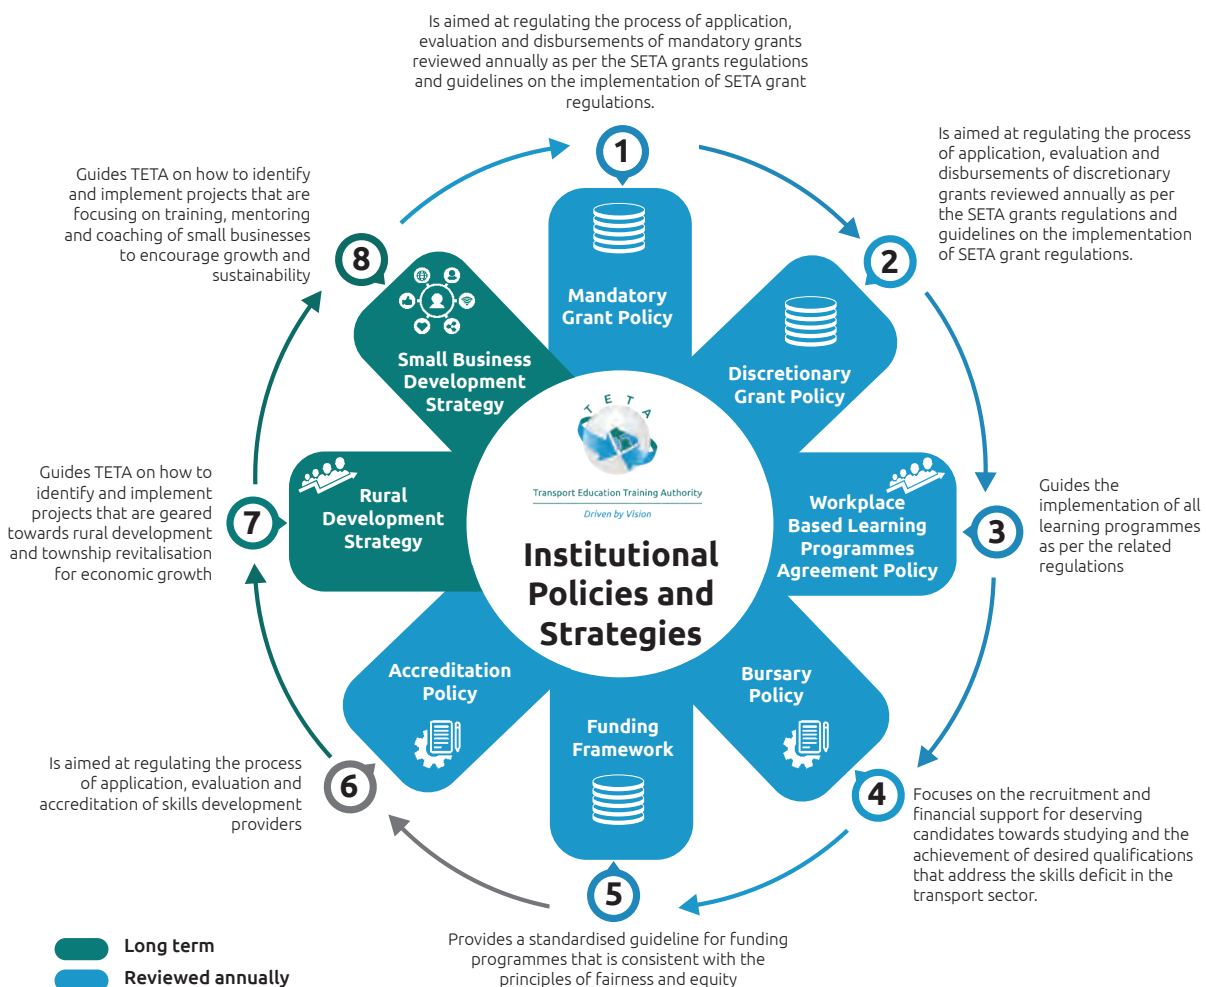 Is aimed at regulating the process of application,
evaluation and disbursements of mandatory grants
reviewed annually as per the SETA grants regulations
and guidelines on the implementation of SETA grant
regulations.
1
Mandatory
Grant Policy
Is aimed at regulating the process
of application, evaluation and
disbursements of discretionary
grants reviewed annually as per
the SETA grants regulations and
guidelines on the implementation
of SETA grant regulations.
2
Discretionary
Grant Policy
Guides the
implementation of all
learning programmes
as per the related
regulations
3
Workplace
Based Learning
Programmes
Agreement Policy
4
Bursary
Policy
Focuses on the recruitment and
financial support for deserving
candidates towards studying and the
achievement of desired qualifications
that address the skills deficit in the
transport sector.
Funding
Framework
5
Provides a standardised guideline for funding
programmes that is consistent with the
principles of fairness and equity
Accreditation
Policy
6
Is aimed at regulating the process
of application, evaluation and
accreditation of skills development
providers
Guides TETA on how to
identify and implement
projects that are geared
towards rural development
and township revitalisation
for economic growth
7
Rural
Development
Strategy
Guides TETA on how to identify
and implement projects that are
focusing on training, mentoring
and coaching of small businesses
to encourage growth and
sustainability
8
Small Business
Development
Strategy
TETA
Transport Education Training Authority
Driven by Vision
Institutional
Policies and
Strategies
Long term
Reviewed annually